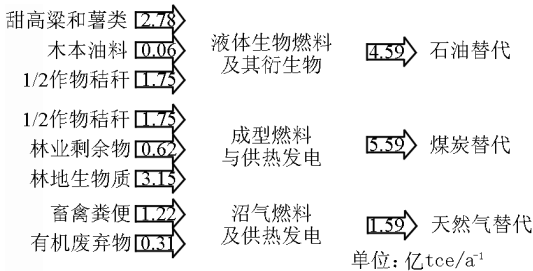 甜高粱和薯类 2.78
木本油料 0.06
1/2作物秸秆 1.75
液体生物燃料
及其衍生物
4.59 石油替代
1/2作物秸秆 1.75
林业剩余物 0.62
林地生物质 3.15
成型燃料
与供热发电
5.59 煤炭替代
畜禽粪便 1.22
有机废弃物 0.31
沼气燃料
及供热发电
1.59 天然气替代
单位：亿tce/a⁻¹